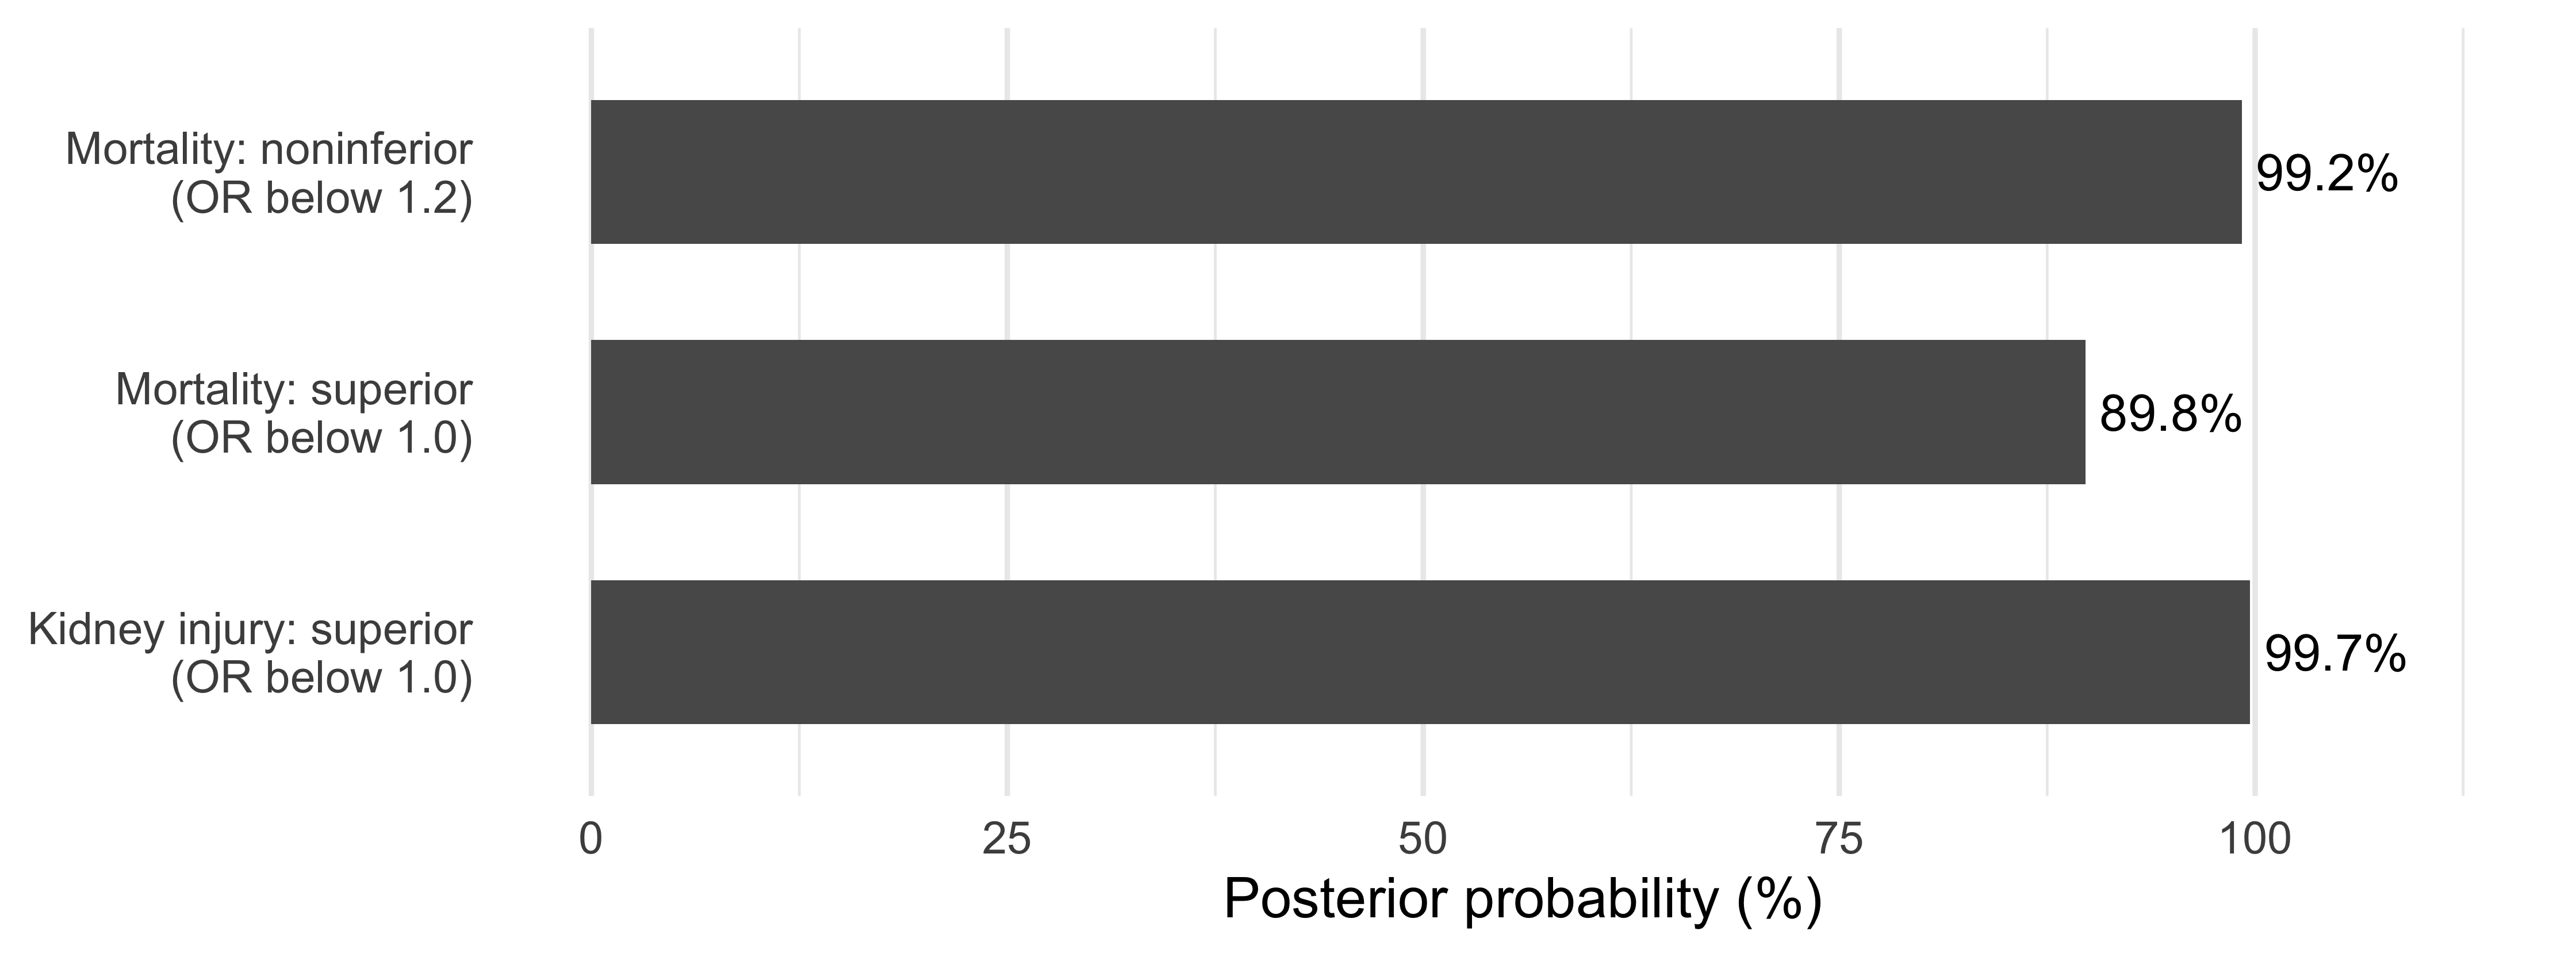 Mortality: noninferior
(OR below 1.2)
99.2%
Mortality: superior
(OR below 1.0)
89.8%
Kidney injury: superior
(OR below 1.0)
99.7%
0 25 50 75 100
Posterior probability (%)